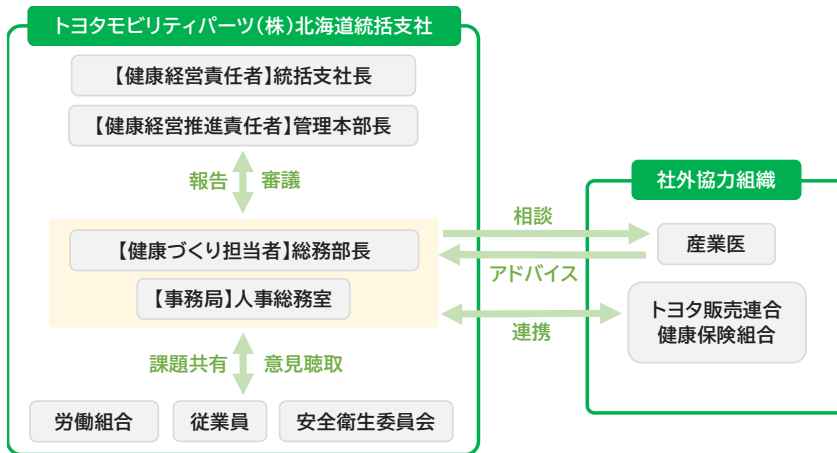 トヨタモビリティパーツ(株)北海道統括支社
【健康経営責任者】統括支社長
【健康経営推進責任者】管理本部長
報告 審議
【健康づくり担当者】総務部長
【事務局】人事総務室
課題共有 意見聴取
労働組合 従業員 安全衛生委員会
相談
アドバイス
連携
社外協力組織
産業医
トヨタ販売連合
健康保険組合